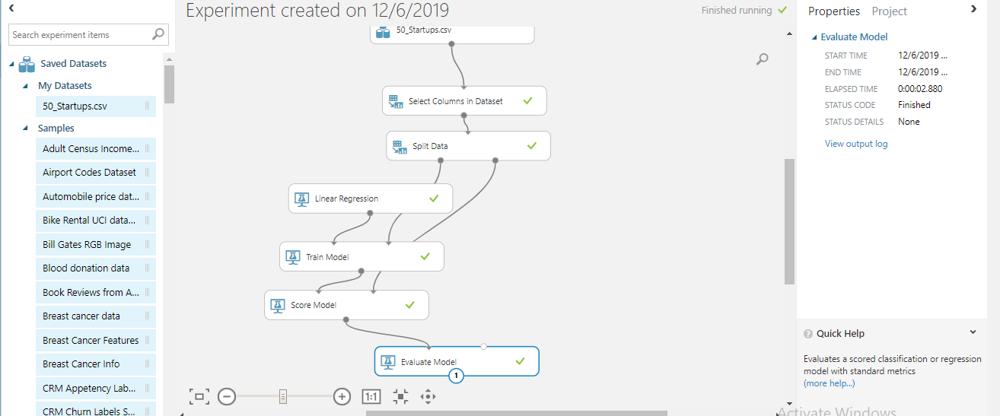 Experiment created on 12/6/2019
Finished running
Search experiment items
Saved Datasets
My Datasets
50_Startups.csv
Samples
Adult Census Income...
Airport Codes Dataset
Automobile price dat...
Bike Rental UCI data...
Bill Gates RGB Image
Blood donation data
Book Reviews from A...
Breast cancer data
Breast Cancer Features
Breast Cancer Info
CRM Appetency Lab...
CRM Churn Labels S...
50_Startups.csv
Select Columns in Dataset
Split Data
Linear Regression
Train Model
Score Model
Evaluate Model
1
1:1
Properties Project
Evaluate Model
START TIME 12/6/2019 ...
END TIME 12/6/2019 ...
ELAPSED TIME 0:00:02.880
STATUS CODE Finished
STATUS DETAILS None
View output log
Quick Help
Evaluates a scored classification or regression
model with standard metrics
(more help...)
Activate Windows